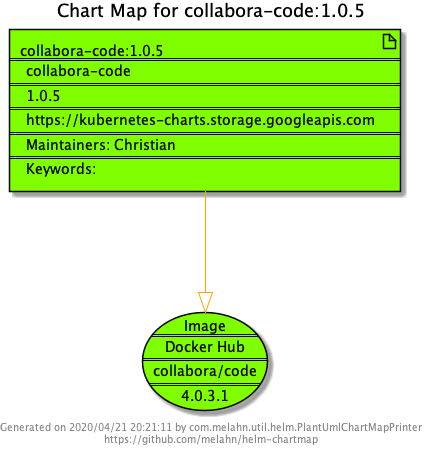 Chart Map for collabora-code:1.0.5
collabora-code:1.0.5
collabora-code
1.0.5
https://kubernetes-charts.storage.googleapis.com
Maintainers: Christian
Keywords:
Image
Docker Hub
collabora/code
4.0.3.1
Generated on 2020/04/21 20:21:11 by com.melahn.util.helm.PlantUmlChartMapPrinter
https://github.com/melahn/helm-chartmap